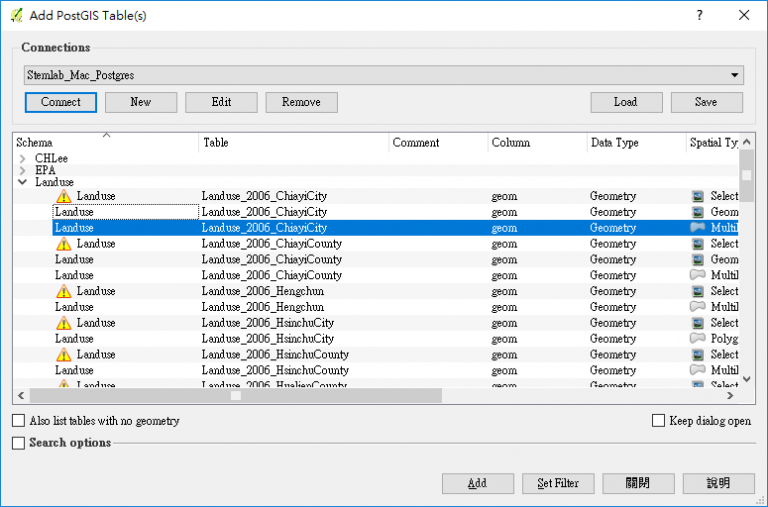 Add PostGIS Table(s)
Connections
Stemlab_Mac_Postgres
Connect New Edit Remove Load Save
Schema Table Comment Column Data Type Spatial Ty
CHLee
EPA
Landuse
Landuse Landuse_2006_ChiayiCity geom Geometry Select
Landuse Landuse_2006_ChiayiCity geom Geometry Geom
Landuse Landuse_2006_ChiayiCity geom Geometry Multil
Landuse Landuse_2006_ChiayiCounty geom Geometry Select
Landuse Landuse_2006_ChiayiCounty geom Geometry Geom
Landuse Landuse_2006_ChiayiCounty geom Geometry Multil
Landuse Landuse_2006_Hengchun geom Geometry Select
Landuse Landuse_2006_Hengchun geom Geometry Multil
Landuse Landuse_2006_HsinchuCity geom Geometry Select
Landuse Landuse_2006_HsinchuCity geom Geometry Polyg
Landuse Landuse_2006_HsinchuCounty geom Geometry Select
Landuse Landuse_2006_HsinchuCounty geom Geometry Multil
Landuse Landuse_2006_HualienCounty geom Geometry Select
Also list tables with no geometry Keep dialog open
Search options
Add Set Filter 關閉 說明